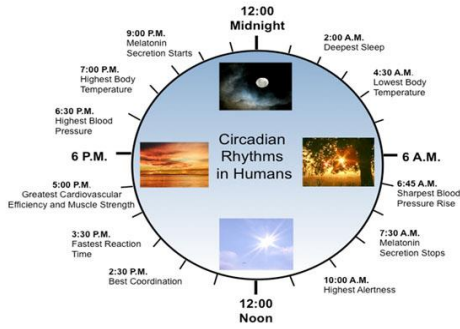 12:00
Midnight
2:00 A.M.
Deepest Sleep
4:30 A.M.
Lowest Body
Temperature
6 A.M.
6:45 A.M.
Sharpest Blood
Pressure Rise
7:30 A.M.
Melatonin
Secretion Stops
10:00 A.M.
Highest Alertness
12:00
Noon
2:30 P.M.
Best Coordination
3:30 P.M.
Fastest Reaction
Time
5:00 P.M.
Greatest Cardiovascular
Efficiency and Muscle Strength
6 P.M.
6:30 P.M.
Highest Blood
Pressure
7:00 P.M.
Highest Body
Temperature
9:00 P.M.
Melatonin
Secretion Starts
Circadian
Rhythms
in Humans